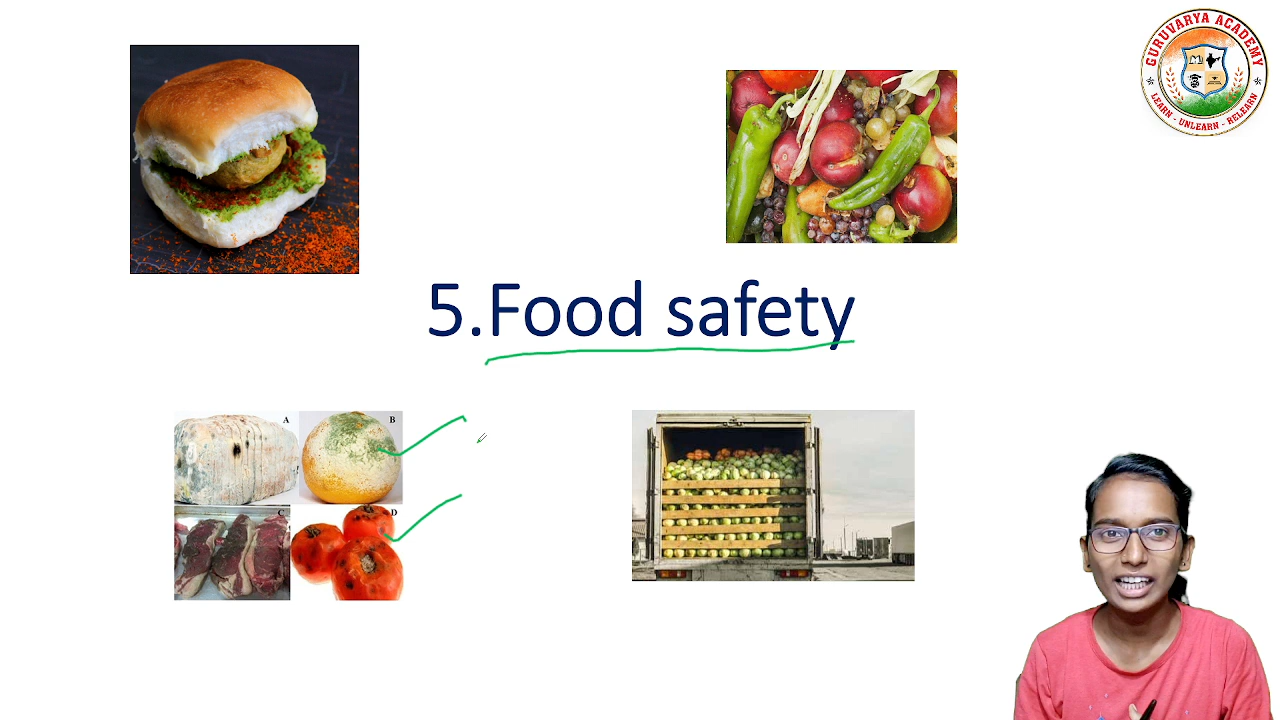 GURUVARYA ACADEMY
LEARN - UNLEARN - RELEARN
5.Food safety
A
B
C
D